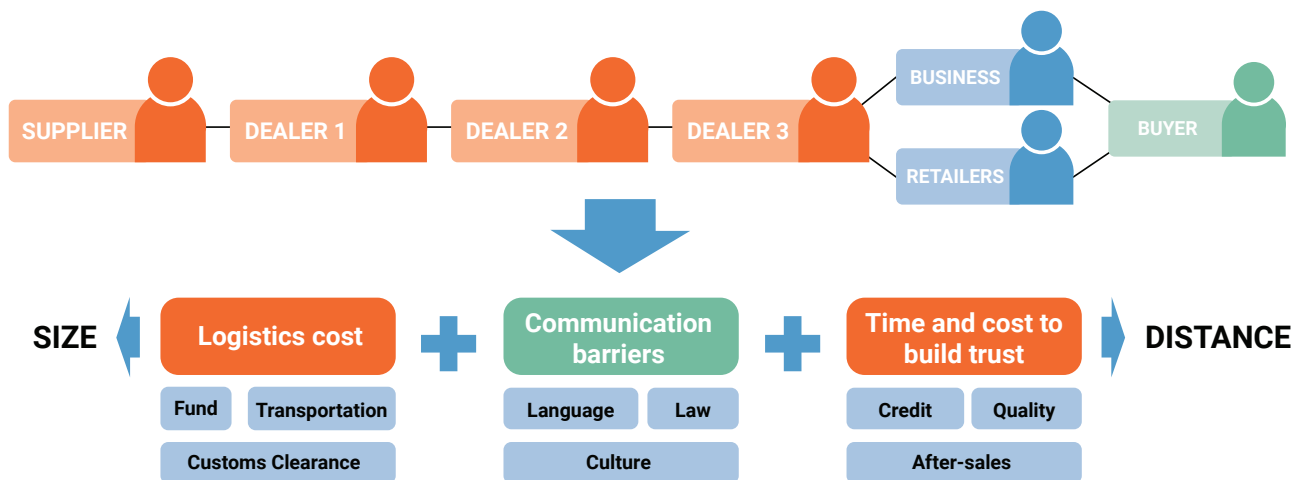 SUPPLIER
DEALER 1
DEALER 2
DEALER 3
BUSINESS
RETAILERS
BUYER
SIZE
Logistics cost
Communication
barriers
Time and cost to
build trust
DISTANCE
Fund
Transportation
Customs Clearance
Language
Law
Culture
Credit
Quality
After-sales